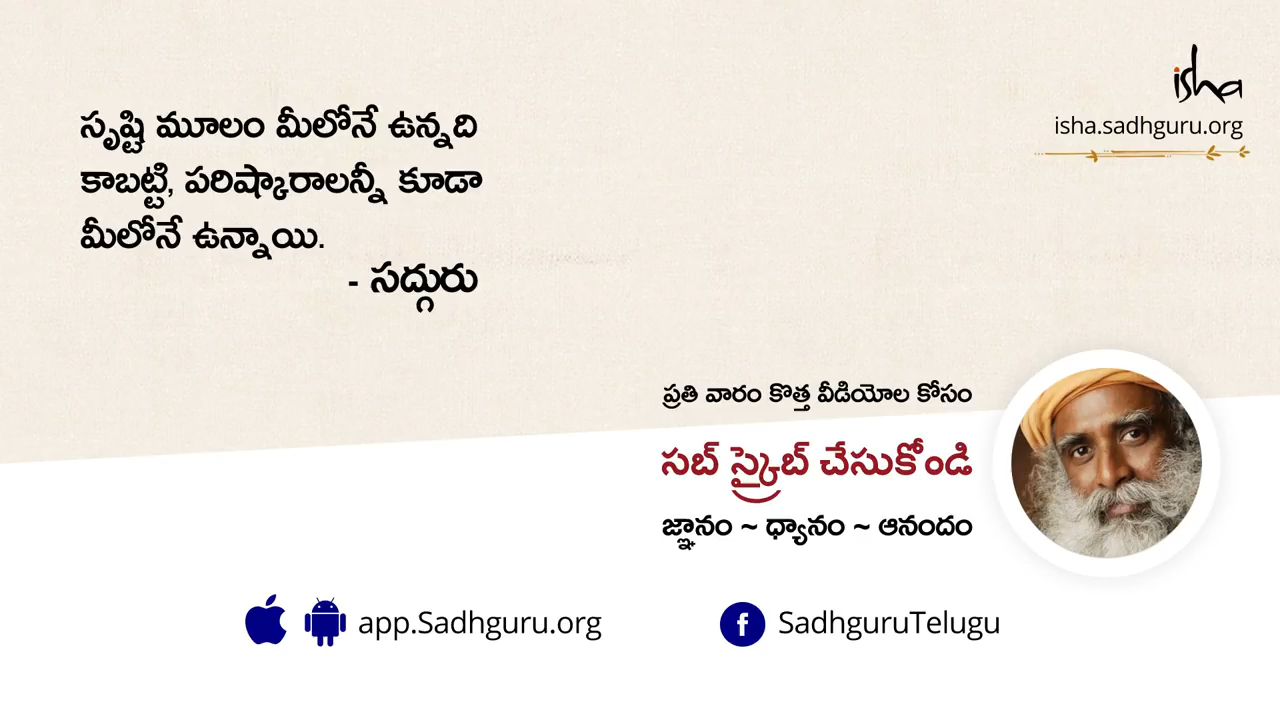 సృష్టి మూలం మీలోనే ఉన్నది
కాబట్టి, పరిష్కారాలన్నీ కూడా
మీలోనే ఉన్నాయి.
- సద్గురు
isha
isha.sadhguru.org
ప్రతి వారం కొత్త వీడియోల కోసం
సబ్ స్క్రైబ్ చేసుకోండి
జ్ఞానం ~ ధ్యానం ~ ఆనందం
app.Sadhguru.org
SadhguruTelugu